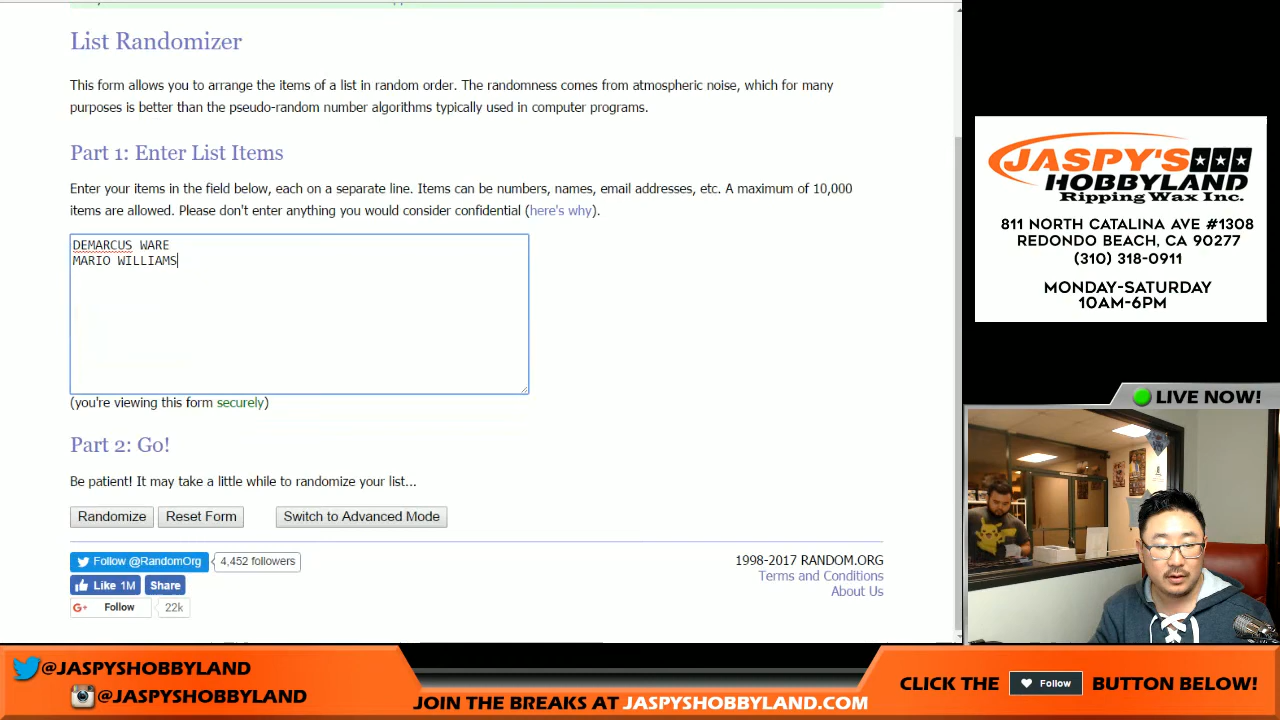 List Randomizer
This form allows you to arrange the items of a list in random order. The randomness comes from atmospheric noise, which for many
purposes is better than the pseudo-random number algorithms typically used in computer programs.
Part 1: Enter List Items
Enter your items in the field below, each on a separate line. Items can be numbers, names, email addresses, etc. A maximum of 10,000
items are allowed. Please don't enter anything you would consider confidential (here's why).
DEMARCUS WARE
MARIO WILLIAMS
(you're viewing this form securely)
Part 2: Go!
Be patient! It may take a little while to randomize your list...
Randomize Reset Form Switch to Advanced Mode
Follow @RandomOrg 4,452 followers
Like 1M Share
G+ Follow 22k
1998-2017 RANDOM.ORG
Terms and Conditions
About Us
JASPY'S
HOBBYLAND
Ripping Wax Inc.
811 NORTH CATALINA AVE #1308
REDONDO BEACH, CA 90277
(310) 318-0911
MONDAY-SATURDAY
10AM-6PM
LIVE NOW!
@JASPYSHOBBYLAND
@JASPYSHOBBYLAND
JOIN THE BREAKS AT JASPYSHOBBYLAND.COM
CLICK THE Follow BUTTON BELOW!